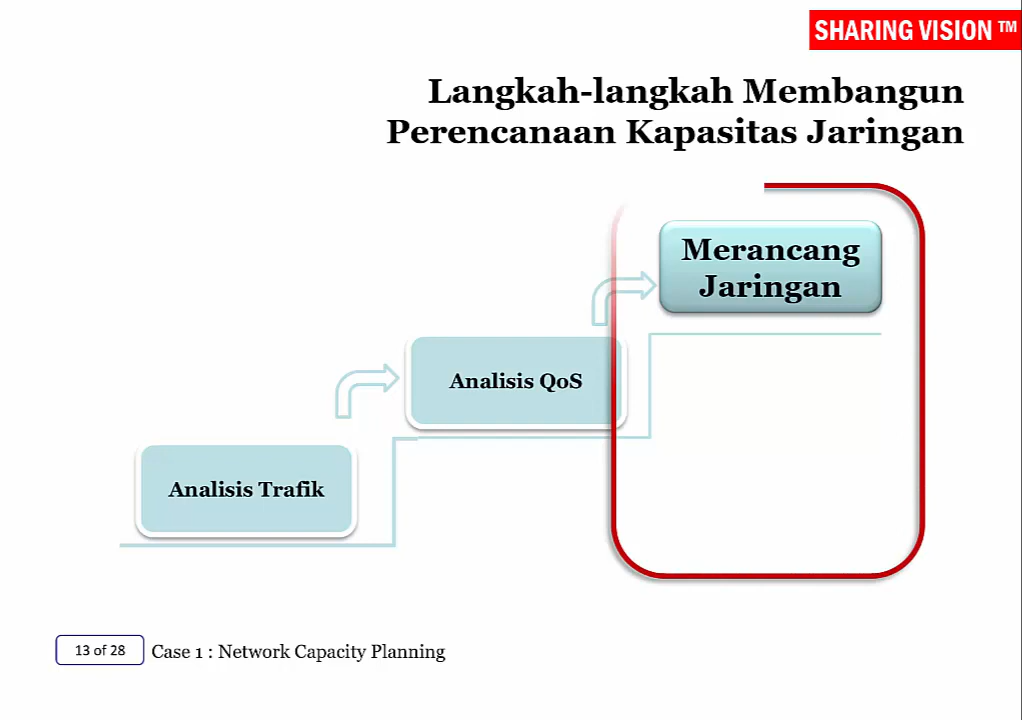 SHARING VISION ™
Langkah-langkah Membangun
Perencanaan Kapasitas Jaringan
Merancang
Jaringan
Analisis QoS
Analisis Trafik
13 of 28
Case 1 : Network Capacity Planning